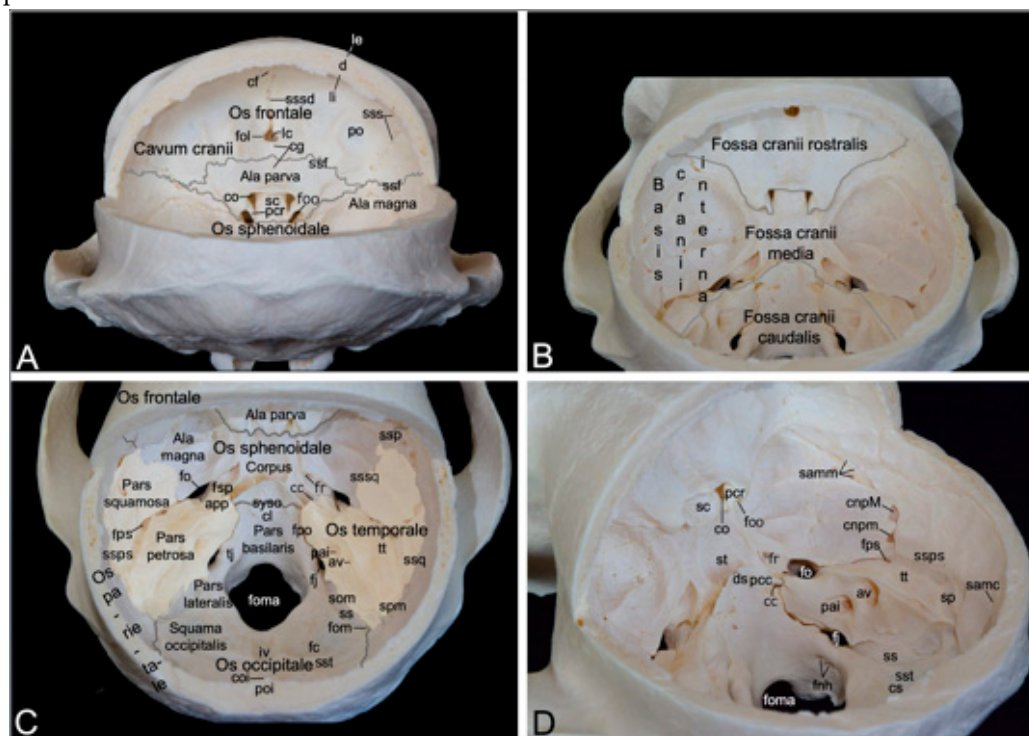 le
d
cf
li
sssd
Os frontale
sss
fol
lc
po
cg
Cavum cranii
ssf
Ala parva
ssf
co
sc
foo
Ala magna
pcr
Os sphenoidale
A
Fossa cranii rostralis
Basis
cranii
interna
Fossa cranii
media
Fossa cranii
caudalis
B
Os frontale
Ala parva
Ala
magna
Os sphenoidale
ssp
Corpus
sssq
Pars
squamosa
fo
fsp
cc
fr
app
syso
cl
fps
Pars
petrosa
Pars
basilaris
fpo
Os temporale
tt
ssps
pai
av
ssq
tj
fj
Os pa-rie-ta-le
Pars
lateralis
foma
som
ss
spm
fom
Squama
occipitalis
iv
fc
Os occipitale
sst
coi
poi
C
samm
pcr
cnpM
sc
co
foo
cnpm
fps
st
fr
fo
ssps
tt
ds
pcc
cc
av
sp
samc
pai
fj
ss
sst
cs
fnh
foma
D